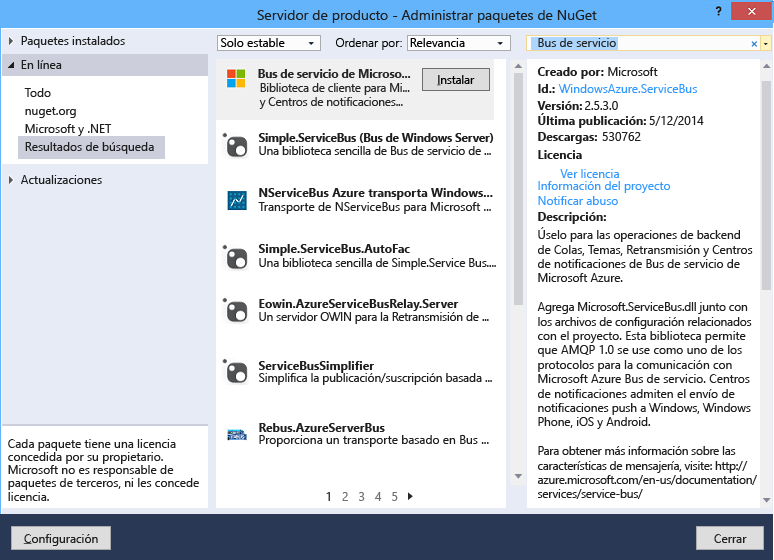 Servidor de producto - Administrar paquetes de NuGet
?
Paquetes instalados
En línea
Todo
nuget.org
Microsoft y .NET
Resultados de búsqueda
Actualizaciones
Cada paquete tiene una licencia
concedida por su propietario.
Microsoft no es responsable de
paquetes de terceros, ni les concede
licencia.
Solo estable
Ordenar por: Relevancia
Bus de servicio de Microso...
Biblioteca de cliente para Mi...
y Centros de notificaciones...
Instalar
Simple.ServiceBus (Bus de Windows Server)
Una biblioteca sencilla de Bus de servicio de ...
NServiceBus Azure transporta Windows...
Transporte de NServiceBus para Microsoft ...
Simple.ServiceBus.AutoFac
Una biblioteca sencilla de Simple.Service Bus....
Eowin.AzureServiceBusRelay.Server
Un servidor OWIN para la Retransmisión de ...
ServiceBusSimplifier
Simplifica la publicación/suscripción basada ...
Rebus.AzureServerBus
Proporciona un transporte basado en Bus ...
1 2 3 4 5
Bus de servicio
Creado por: Microsoft
Id.: WindowsAzure.ServiceBus
Versión: 2.5.3.0
Última publicación: 5/12/2014
Descargas: 530762
Licencia
Ver licencia
Información del proyecto
Notificar abuso
Descripción:
Úselo para las operaciones de backend
de Colas, Temas, Retransmisión y Centros
de notificaciones de Bus de servicio de
Microsoft Azure.
Agrega Microsoft.ServiceBus.dll junto con
los archivos de configuración relacionados
con el proyecto. Esta biblioteca permite
que AMQP 1.0 se use como uno de los
protocolos para la comunicación con
Microsoft Azure Bus de servicio. Centros
de notificaciones admiten el envío de
notificaciones push a Windows, Windows
Phone, iOS y Android.
Para obtener más información sobre las
características de mensajería, visite: http://
azure.microsoft.com/en-us/documentation/
services/service-bus/
Configuración
Cerrar